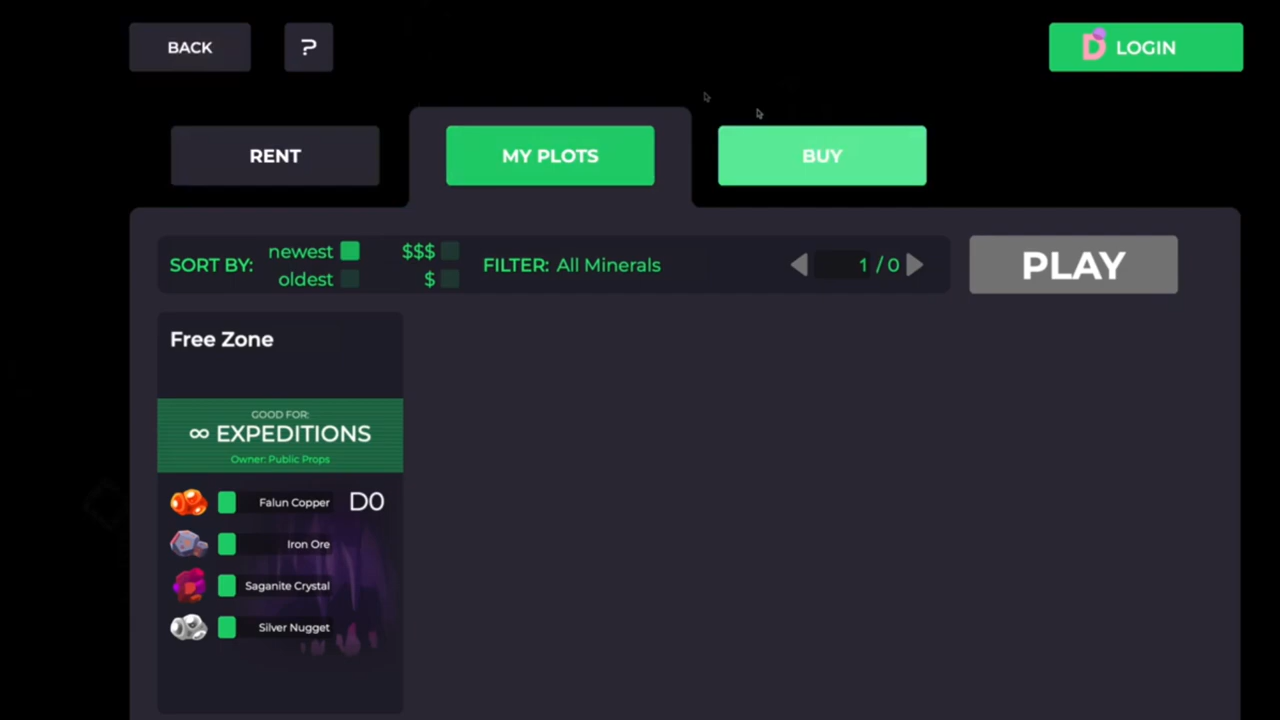 BACK
?
D LOGIN
RENT
MY PLOTS
BUY
SORT BY: newest $$$
oldest $
FILTER: All Minerals
1 / 0
PLAY
Free Zone
GOOD FOR:
∞ EXPEDITIONS
Owner: Public Props
Falun Copper D0
Iron Ore
Saganite Crystal
Silver Nugget